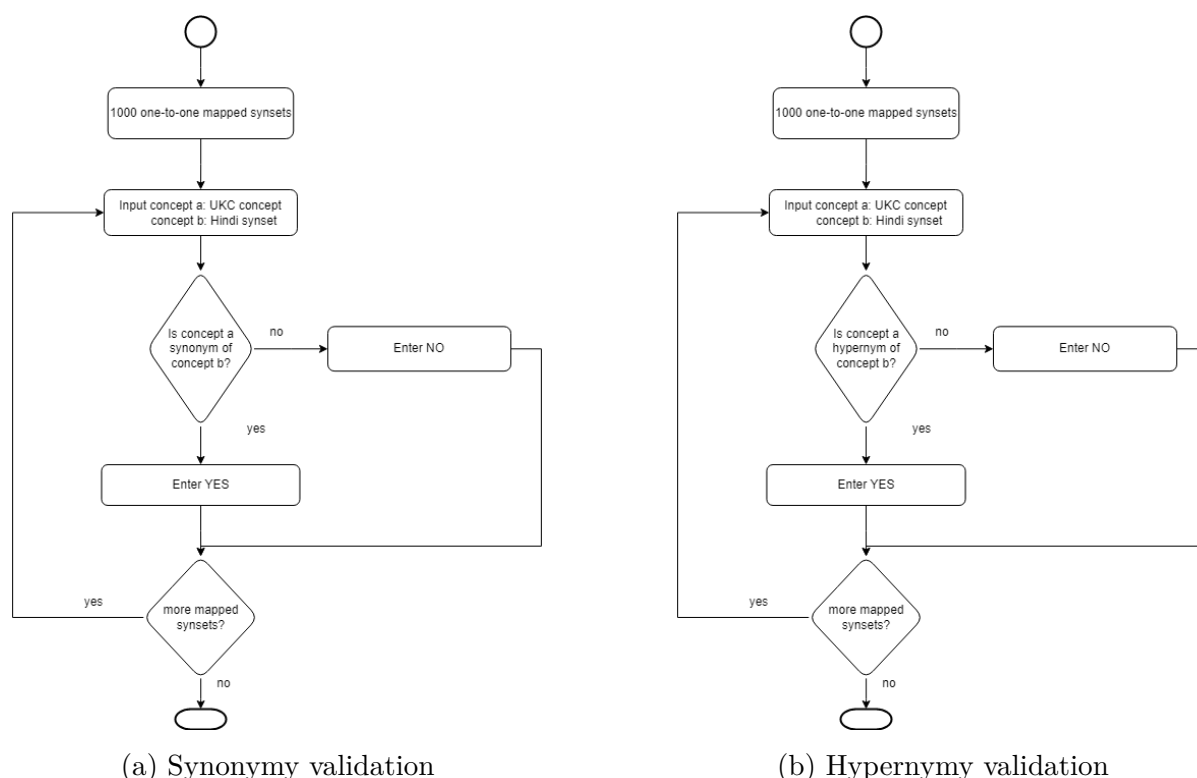 1000 one-to-one mapped synsets
Input concept a: UKC concept
concept b: Hindi synset
Is concept a
synonym of
concept b?
no
Enter NO
yes
Enter YES
yes
more mapped
synsets?
no
(a) Synonymy validation
1000 one-to-one mapped synsets
Input concept a: UKC concept
concept b: Hindi synset
Is concept a
hypernym of
concept b?
no
Enter NO
yes
Enter YES
yes
more mapped
synsets?
no
(b) Hypernymy validation